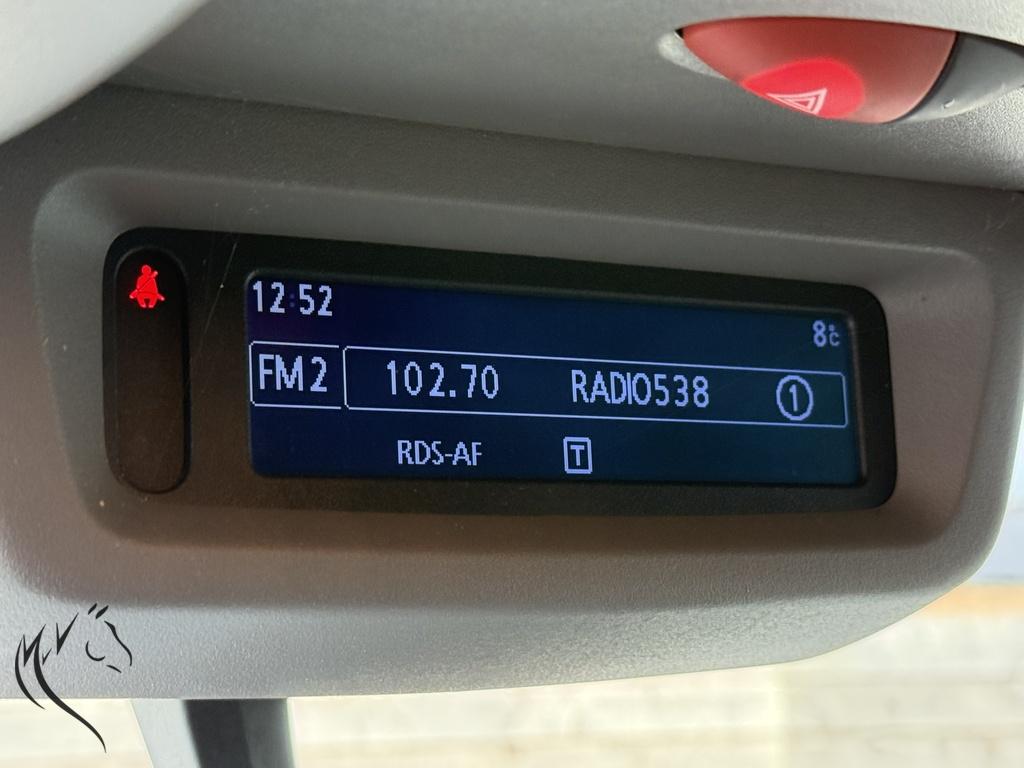 12:52
8°C
FM2 102.70 RADIO538 1
RDS-AF T